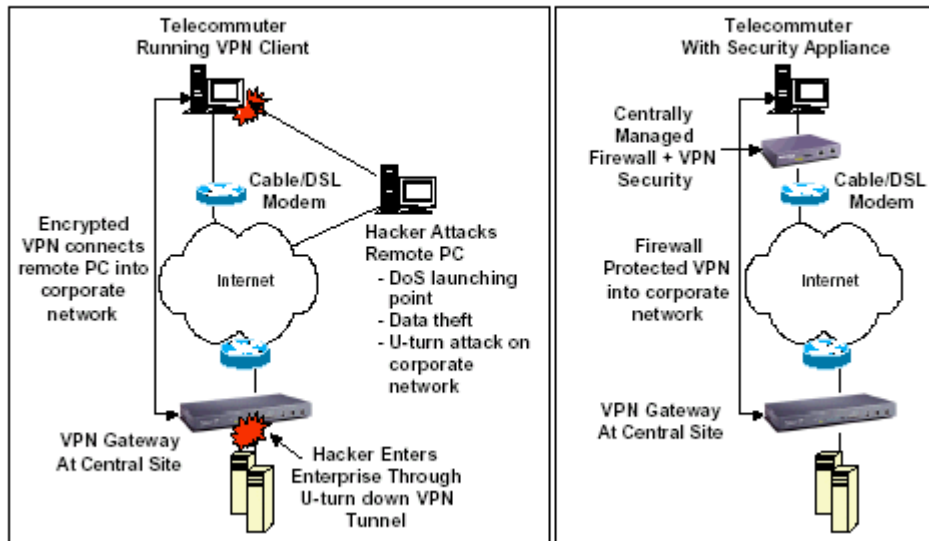 Telecommuter
Running VPN Client
Cable/DSL
Modem
Encrypted
VPN connects
remote PC into
corporate
network
Internet
Hacker Attacks
Remote PC
- DoS launching
point
- Data theft
- U-turn attack on
corporate
network
VPN Gateway
At Central Site
Hacker Enters
Enterprise Through
U-turn down VPN
Tunnel
Telecommuter
With Security Appliance
Centrally
Managed
Firewall + VPN
Security
Cable/DSL
Modem
Firewall
Protected VPN
into corporate
network
Internet
VPN Gateway
At Central Site